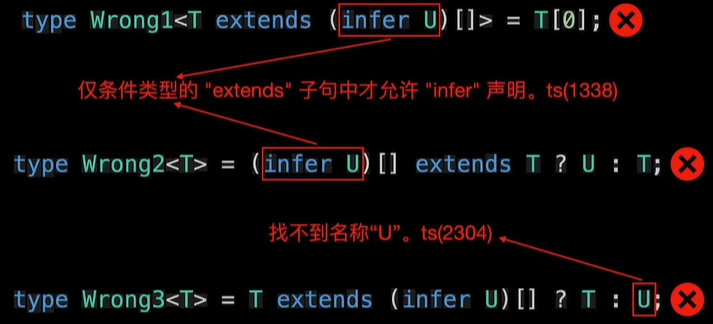 type Wrong1<T extends (infer U)[]> = T[0];
仅条件类型的 "extends" 子句中才允许 "infer" 声明。ts(1338)
type Wrong2<T> = (infer U)[] extends T ? U : T;
找不到名称“U”。ts(2304)
type Wrong3<T> = T extends (infer U)[] ? T : U;